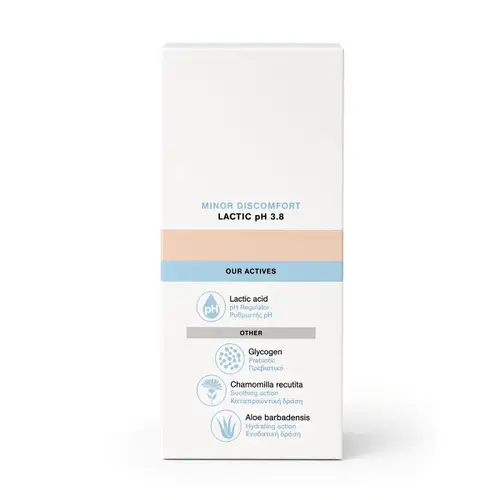 MINOR DISCOMFORT
LACTIC pH 3.8
OUR ACTIVES
pH
Lactic acid
pH Regulator
Ρυθμιστής pH
OTHER
Glycogen
Prebiotic
Πρεβιοτικό
Chamomilla recutita
Soothing action
Καταπραϋντική δράση
Aloe barbadensis
Hydrating action
Ενυδατική δράση